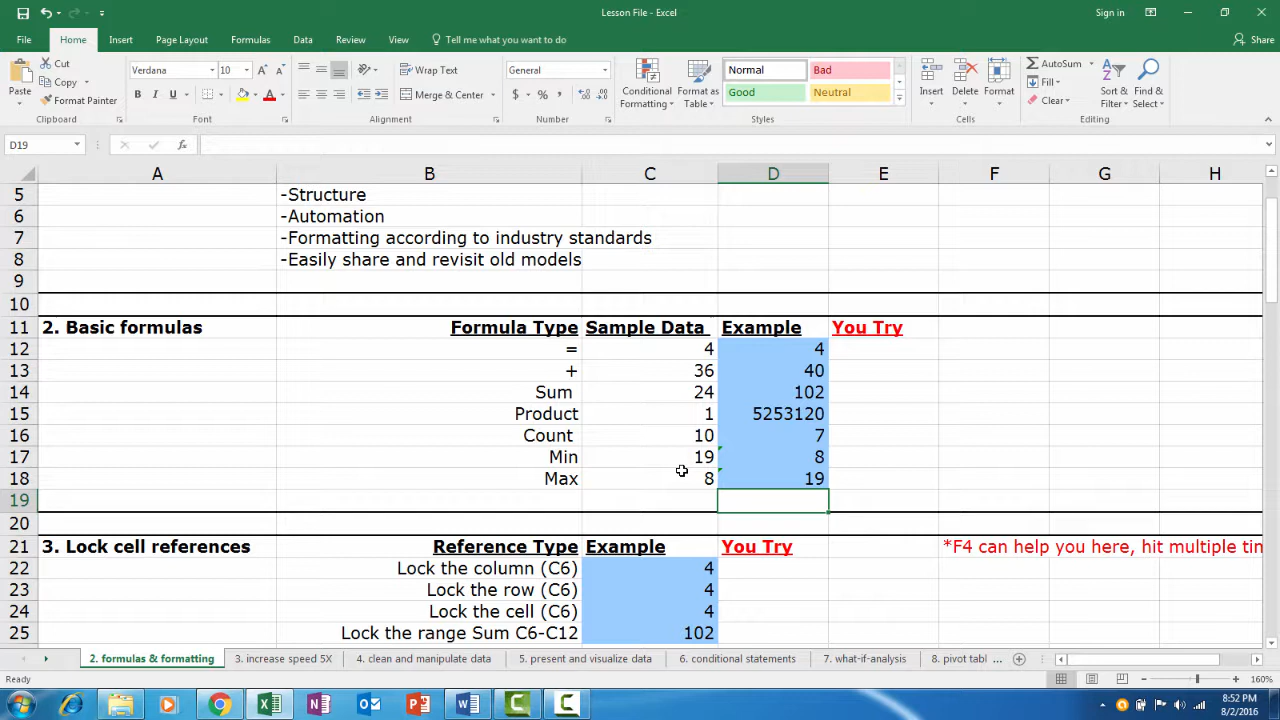 Lesson File - Excel
Sign in
File Home Insert Page Layout Formulas Data Review View Tell me what you want to do
Share
Paste
Cut
Copy
Format Painter
Clipboard
Verdana 10
B I U
Font
Wrap Text
Merge & Center
Alignment
General
$ % ,
Number
Conditional Formatting
Format as Table
Normal Bad
Good Neutral
Styles
Insert
Delete
Format
Cells
AutoSum
Fill
Clear
Sort & Filter
Find & Select
Editing
D19 fx
A B C D E F G H
5 -Structure
6 -Automation
7 -Formatting according to industry standards
8 -Easily share and revisit old models
9
10
11 2. Basic formulas Formula Type Sample Data Example You Try
12 = 4 4
13 + 36 40
14 Sum 24 102
15 Product 1 5253120
16 Count 10 7
17 Min 19 8
18 Max 8 19
19
20
21 3. Lock cell references Reference Type Example You Try *F4 can help you here, hit multiple tin
22 Lock the column (C6) 4
23 Lock the row (C6) 4
24 Lock the cell (C6) 4
25 Lock the range Sum C6-C12 102
2. formulas & formatting 3. increase speed 5X 4. clean and manipulate data 5. present and visualize data 6. conditional statements 7. what-if-analysis 8. pivot tabl ...
160%
8:52 PM
8/2/2016